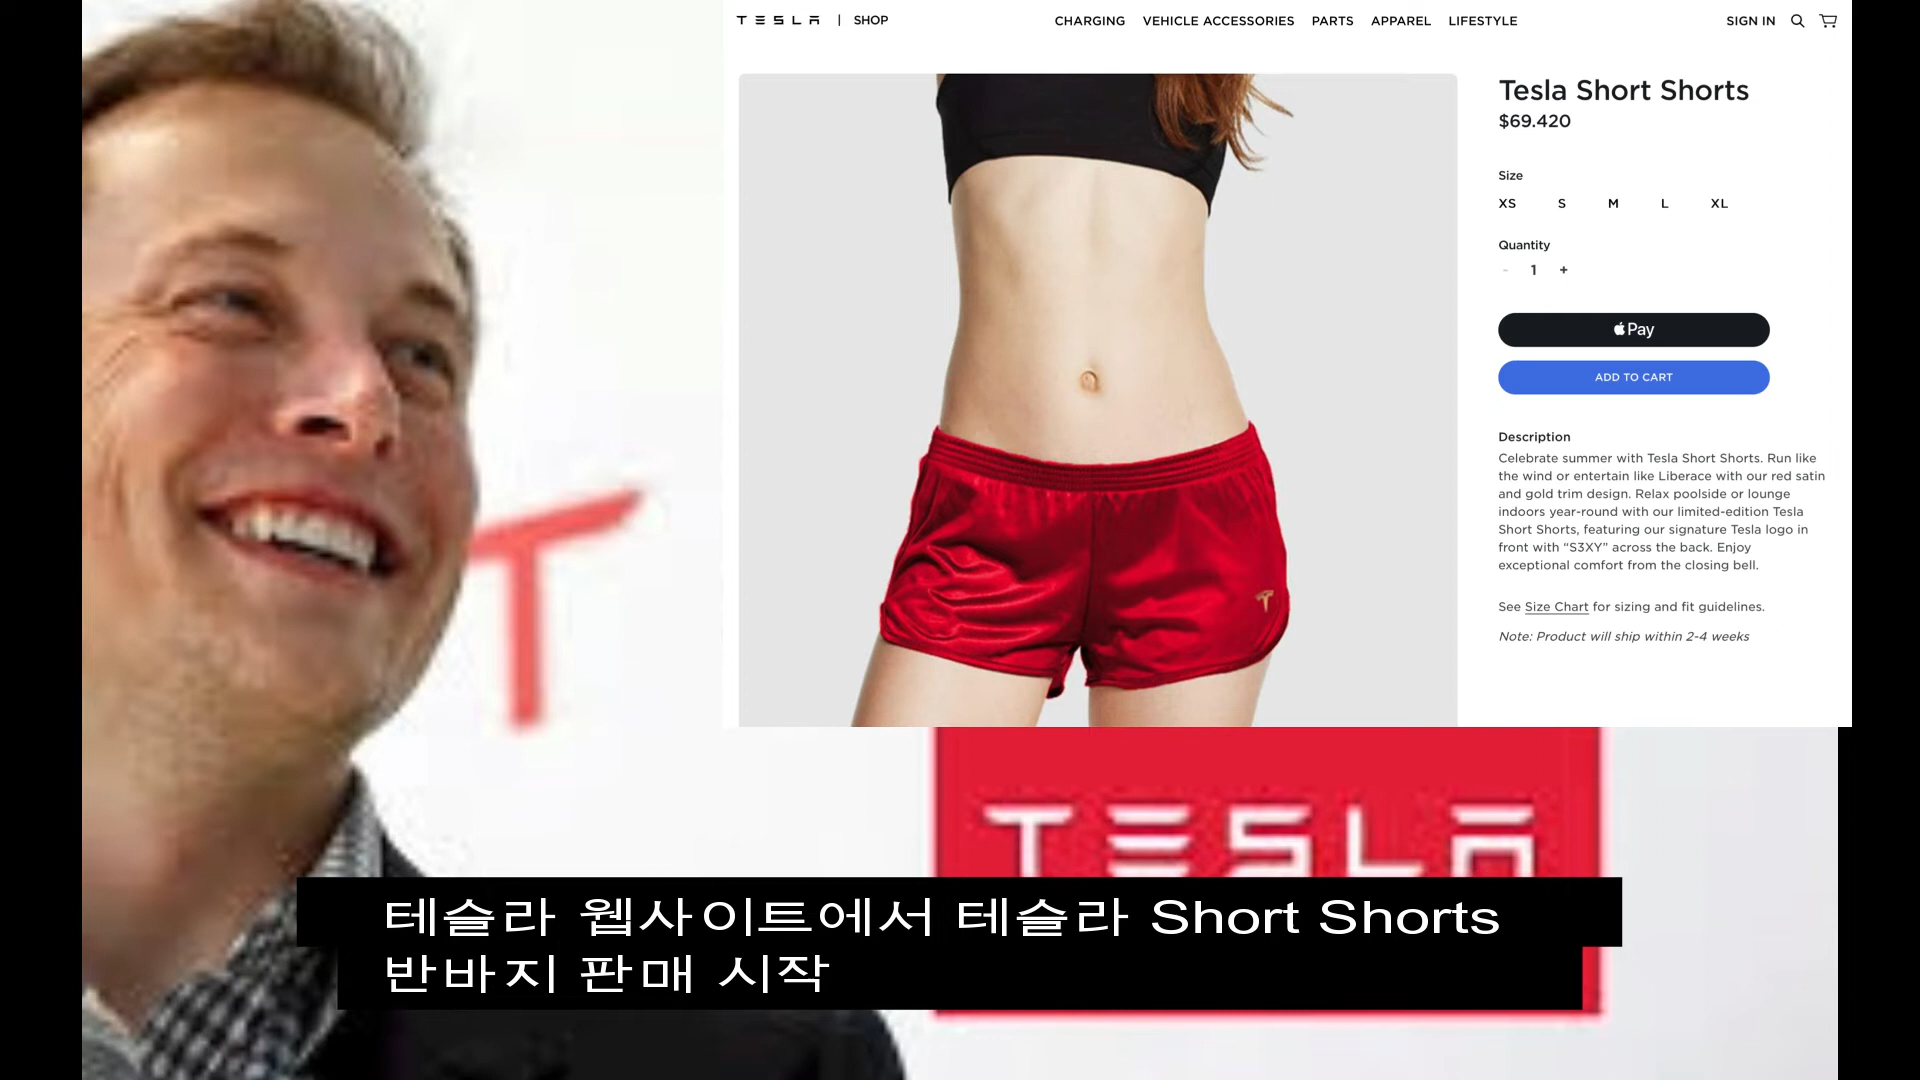 TESLA | SHOP
CHARGING VEHICLE ACCESSORIES PARTS APPAREL LIFESTYLE
SIGN IN
Tesla Short Shorts
$69.420
Size
XS S M L XL
Quantity
- 1 +
Pay
ADD TO CART
Description
Celebrate summer with Tesla Short Shorts. Run like
the wind or entertain like Liberace with our red satin
and gold trim design. Relax poolside or lounge
indoors year-round with our limited-edition Tesla
Short Shorts, featuring our signature Tesla logo in
front with “S3XY” across the back. Enjoy
exceptional comfort from the closing bell.
See Size Chart for sizing and fit guidelines.
Note: Product will ship within 2-4 weeks
TESLA
테슬라 웹사이트에서 테슬라 Short Shorts
반바지 판매 시작